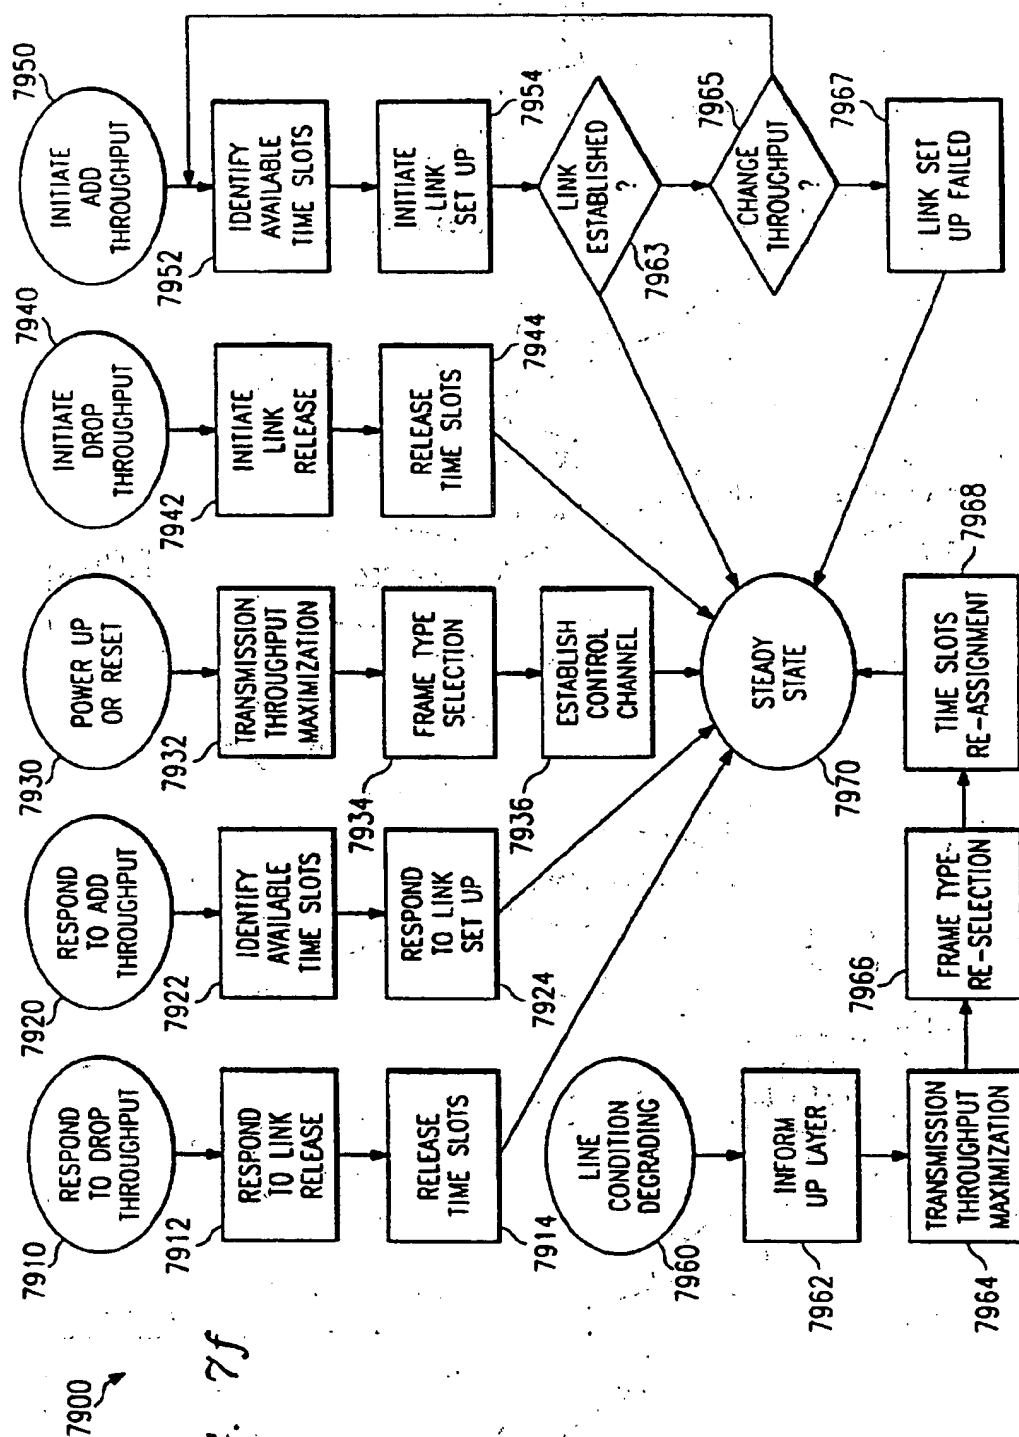 7900
7f
7910
RESPOND
TO DROP
THROUGHPUT
7912
RESPOND
TO LINK
RELEASE
RELEASE
TIME SLOTS
7914
7920
RESPOND
TO ADD
THROUGHPUT
7922
IDENTIFY
AVAILABLE
TIME SLOTS
RESPOND
TO LINK
SET UP
7924
7930
POWER UP
OR RESET
7932
TRANSMISSION
THROUGHPUT
MAXIMIZATION
7934
FRAME TYPE
SELECTION
7936
ESTABLISH
CONTROL
CHANNEL
7940
INITIATE
DROP
THROUGHPUT
7942
INITIATE
LINK
RELEASE
RELEASE
TIME SLOTS
7944
7950
INITIATE
ADD
THROUGHPUT
7952
IDENTIFY
AVAILABLE
TIME SLOTS
INITIATE
LINK
SET UP
7954
LINK
ESTABLISHED
?
7963
CHANGE
THROUGHPUT
?
7965
LINK SET
UP FAILED
7967
LINE
CONDITION
DEGRADING
7960
INFORM
UP LAYER
7962
TRANSMISSION
THROUGHPUT
MAXIMIZATION
7964
7966
FRAME TYPE
RE-SELECTION
TIME SLOTS
RE-ASSIGNMENT
7968
STEADY
STATE
7970